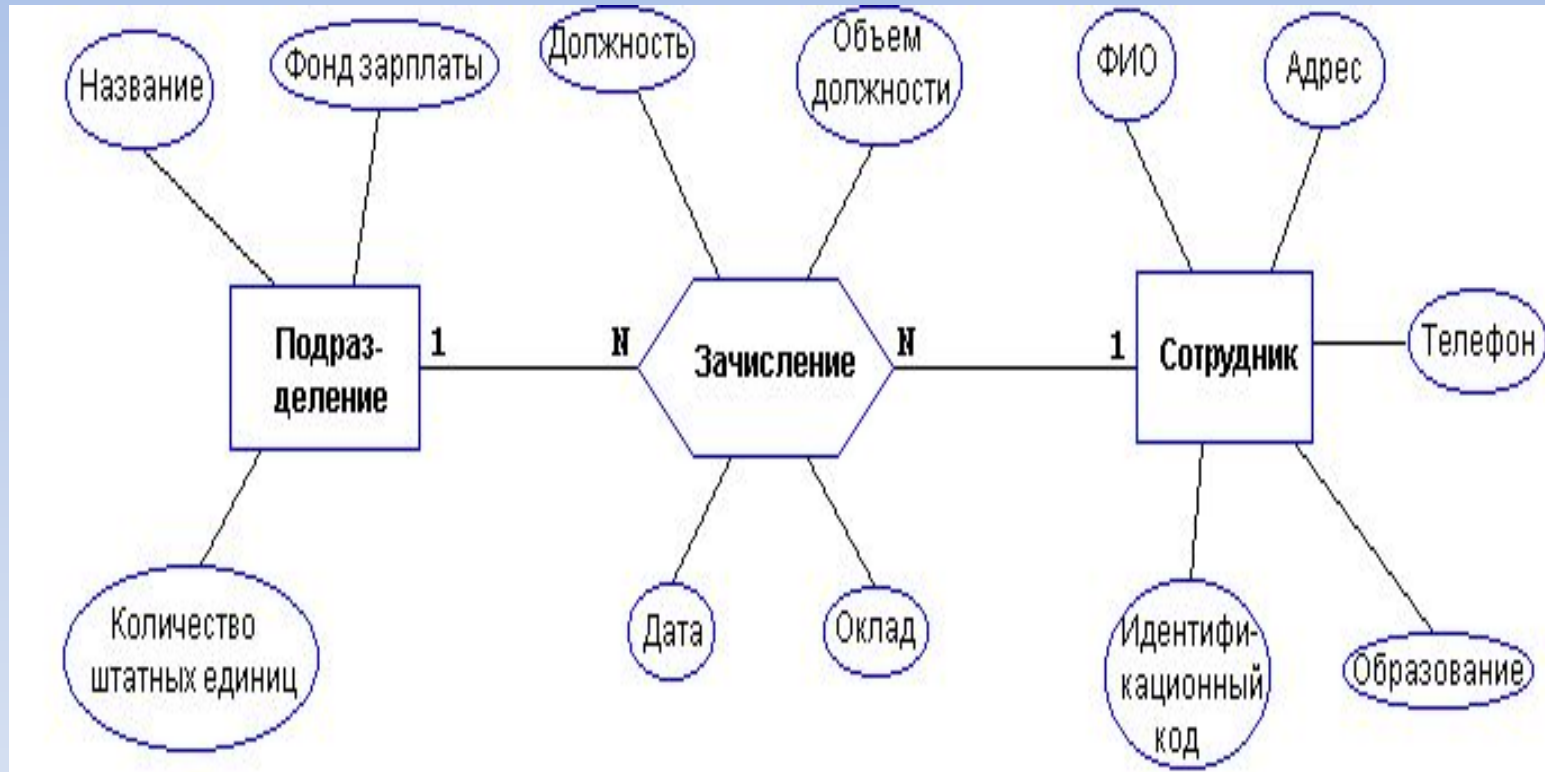 Название
Фонд зарплаты
Должность
Объем
должности
ФИО
Адрес
Подраз-
деление
1
N
Зачисление
N
1
Сотрудник
Телефон
Количество
штатных единиц
Дата
Оклад
Идентифи-
кационный
код
Образование